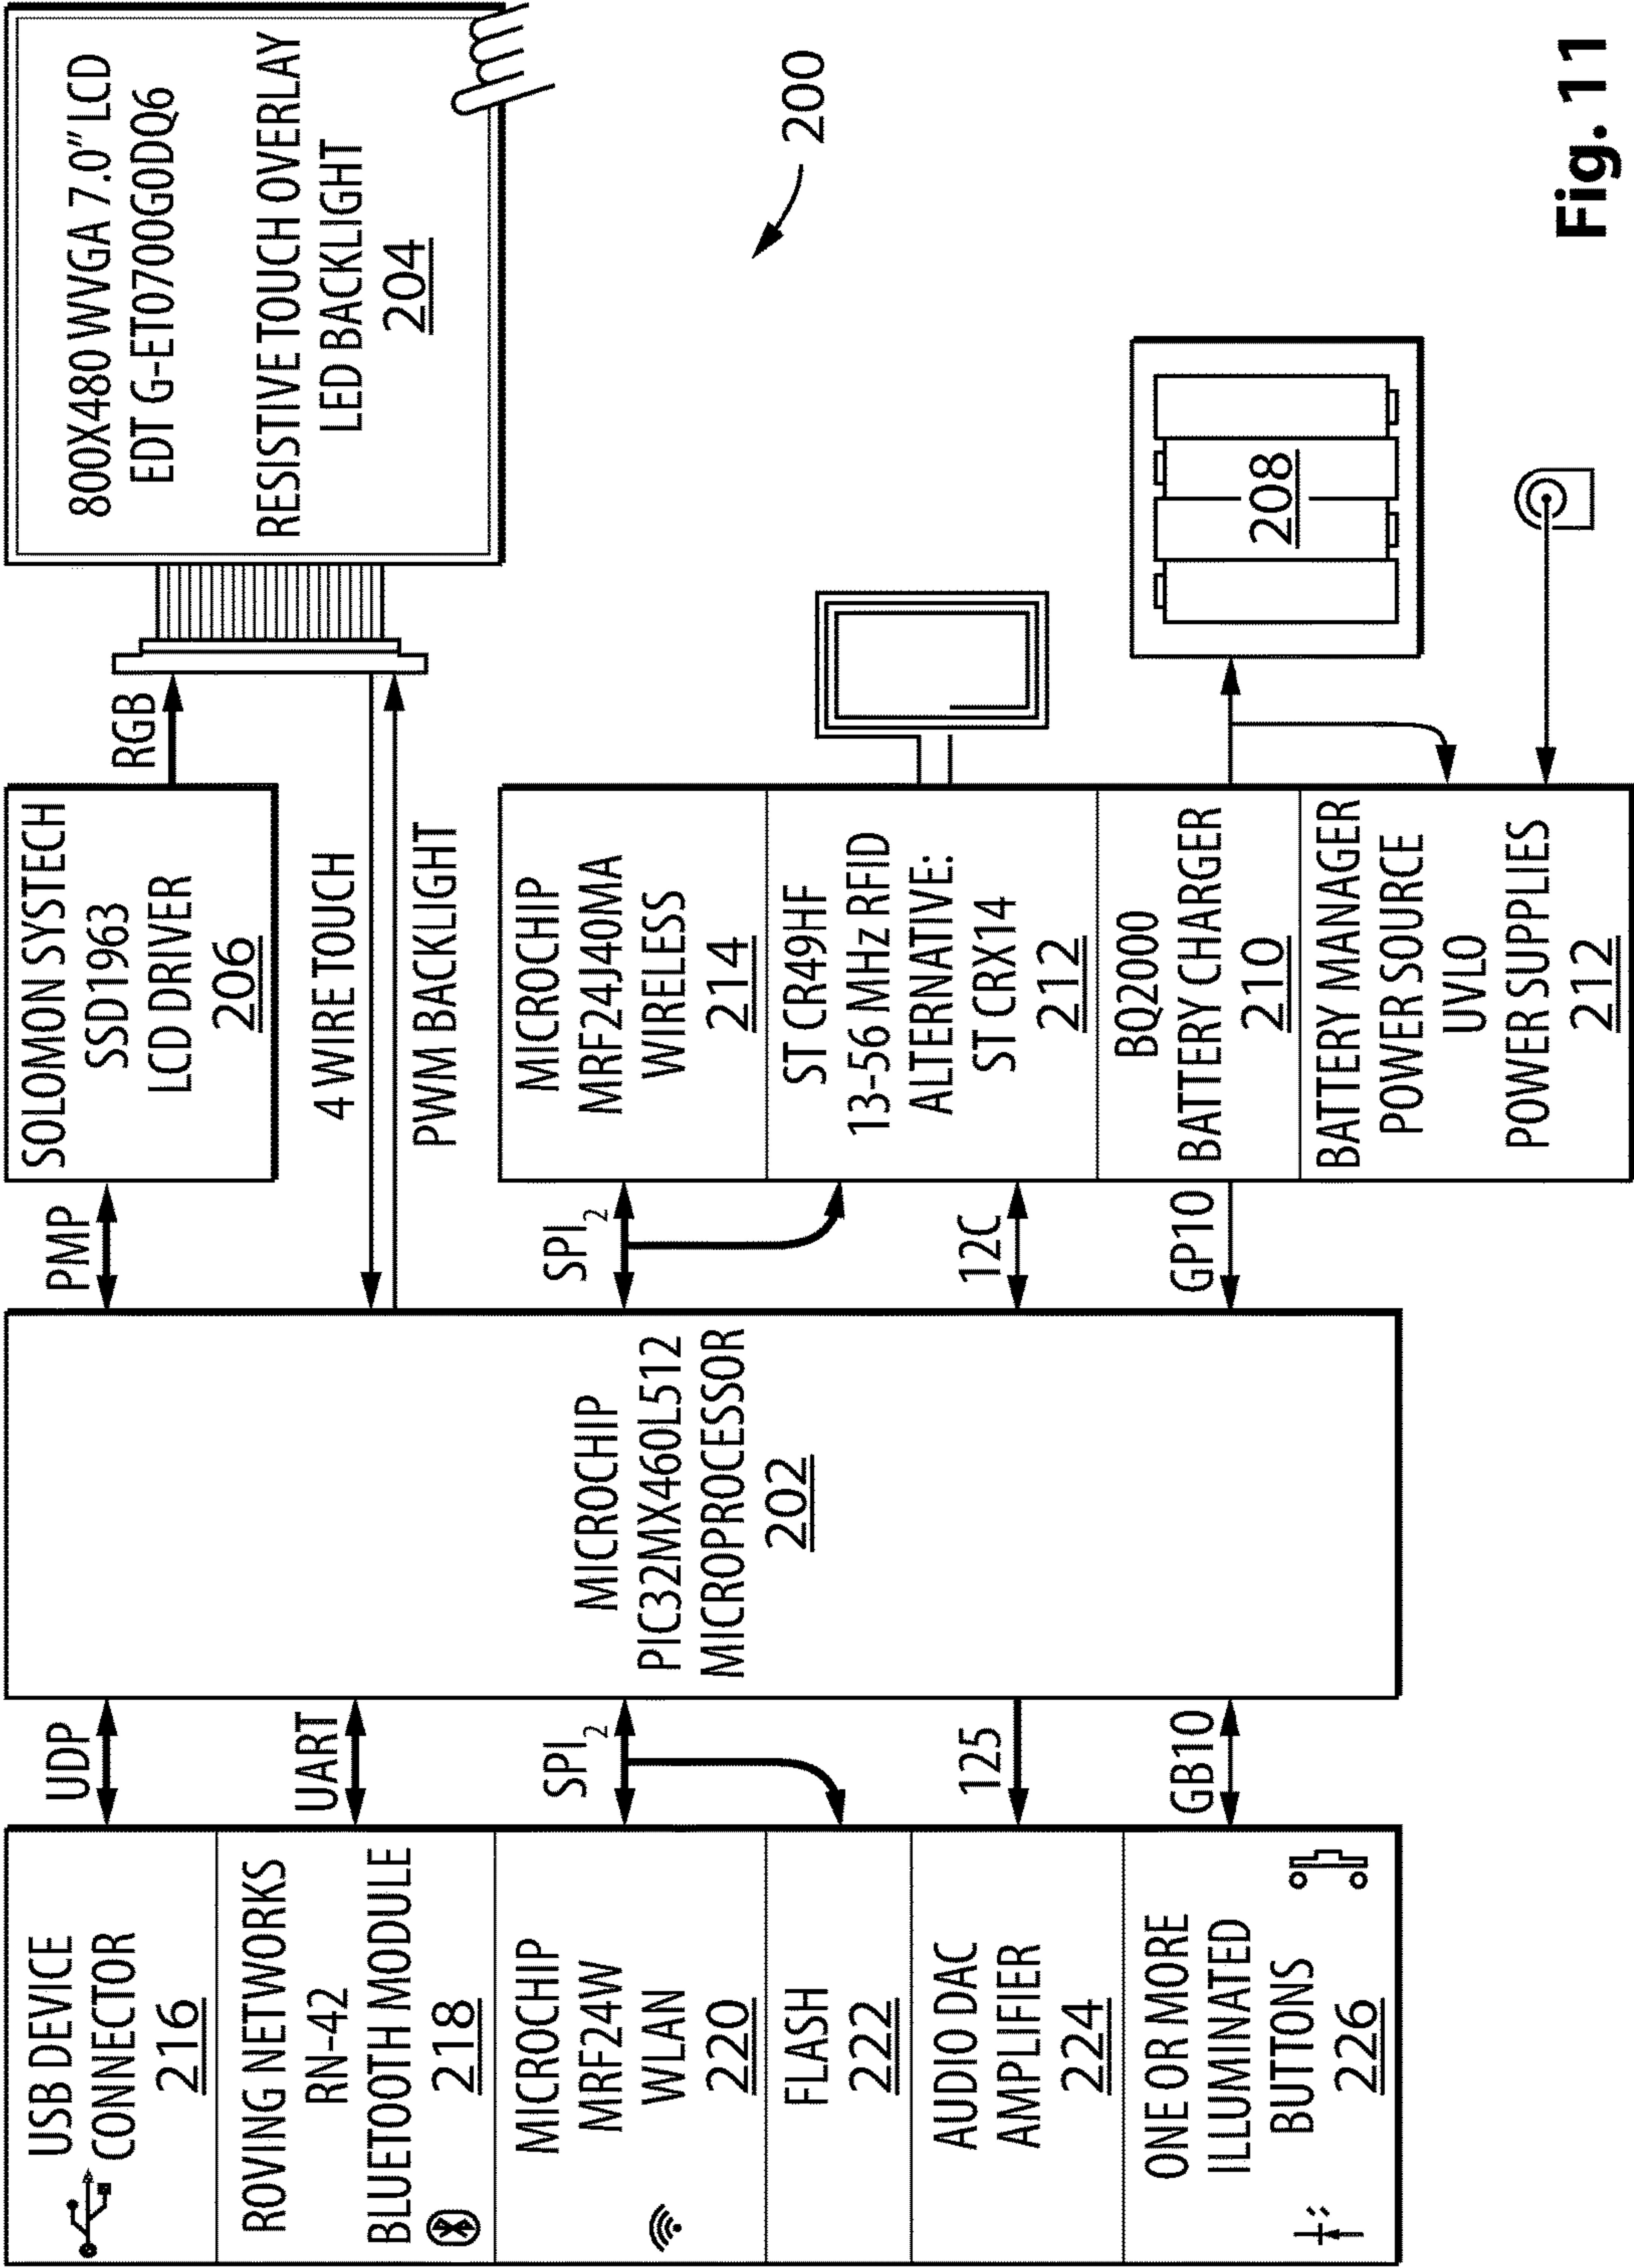 USB DEVICE
CONNECTOR
216
ROVING NETWORKS
RN-42
BLUETOOTH MODULE
218
MICROCHIP
MRF24W
WLAN
220
FLASH
222
AUDIO DAC
AMPLIFIER
224
ONE OR MORE
ILLUMINATED
BUTTONS
226
UDP
UART
SPI2
125
GB10
MICROCHIP
PIC32MX460L512
MICROPROCESSOR
202
PMP
4 WIRE TOUCH
PWM BACKLIGHT
SPI2
12C
GP10
SOLOMON SYSTECH
SSD1963
LCD DRIVER
206
RGB
MICROCHIP
MRF24J40MA
WIRELESS
214
ST CR49HF
13-56 MHz RFID
ALTERNATIVE:
ST CRX14
212
BQ2000
BATTERY CHARGER
210
BATTERY MANAGER
POWER SOURCE
UVLO
POWER SUPPLIES
212
800X480 WVGA 7.0" LCD
EDT G-ET0700G0DQ6
RESISTIVE TOUCH OVERLAY
LED BACKLIGHT
204
200
208
Fig. 11